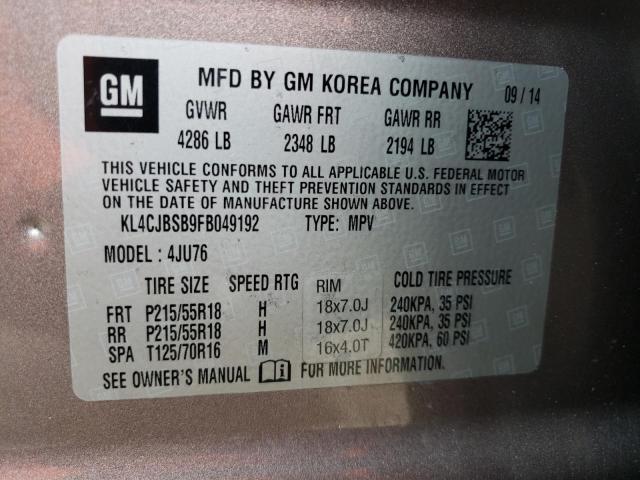 GM
MFD BY GM KOREA COMPANY 09/14
GVWR GAWR FRT GAWR RR
4286 LB 2348 LB 2194 LB
THIS VEHICLE CONFORMS TO ALL APPLICABLE U.S. FEDERAL MOTOR
VEHICLE SAFETY AND THEFT PREVENTION STANDARDS IN EFFECT
ON THE DATE OF MANUFACTURE SHOWN ABOVE.
KL4CJBSB9FB049192 TYPE: MPV
MODEL : 4JU76
TIRE SIZE SPEED RTG RIM COLD TIRE PRESSURE
FRT P215/55R18 H 18x7.0J 240KPA, 35 PSI
RR P215/55R18 H 18x7.0J 240KPA, 35 PSI
SPA T125/70R16 M 16x4.0T 420KPA, 60 PSI
SEE OWNER'S MANUAL i FOR MORE INFORMATION.